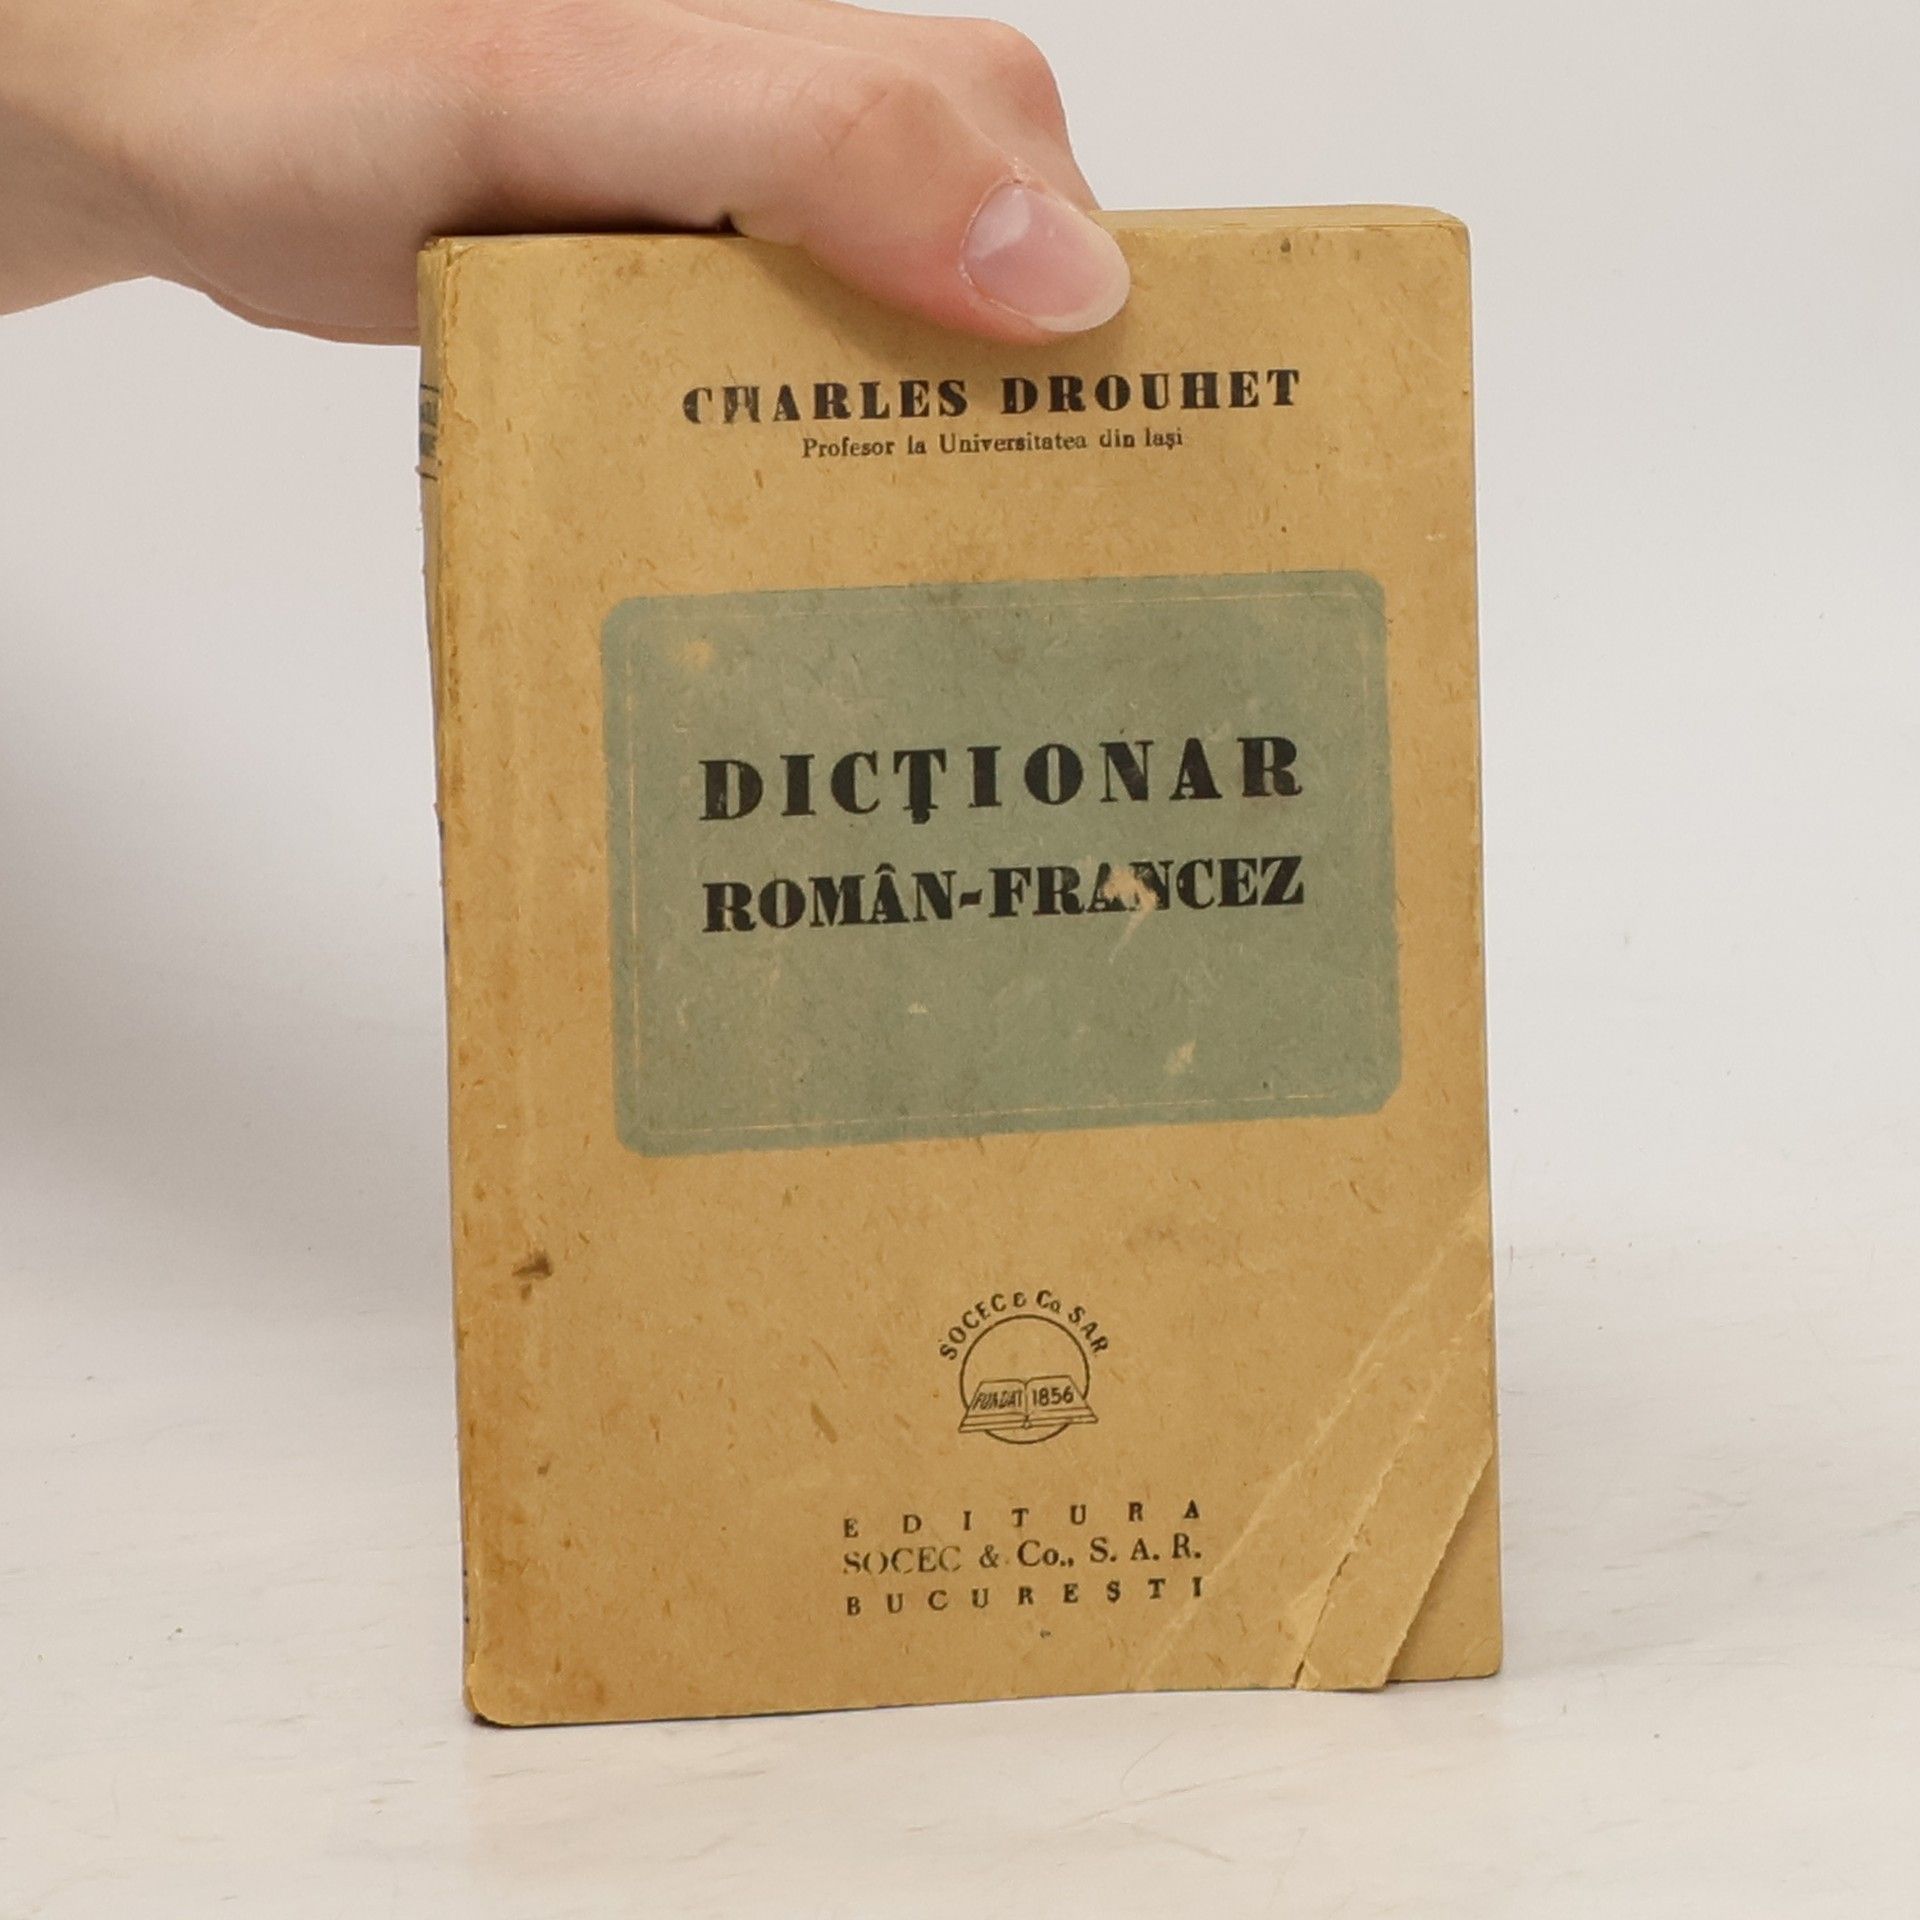 CHARLES DROUHET
Profesor la Universitatea din Iaşi
DICŢIONAR
ROMÂN-FRANCEZ
SOCEC & Co. SAR.
FUNDAT 1856
EDITURA
SOCEC & Co., S. A. R.
BUCUREŞTI